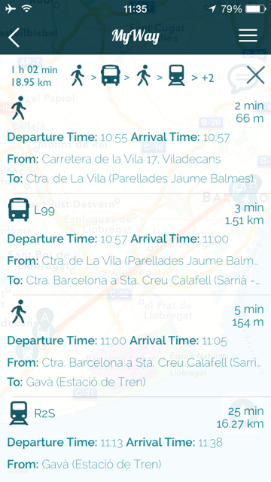 11:35
79%
MyWay
1 h 02 min
18.95 km
> > > > +2
2 min
66 m
Departure Time: 10:55 Arrival Time: 10:57
From: Carretera de la Vila 17, Viladecans
To: Ctra. de La Vila (Parellades Jaume Balmes)
L99
3 min
1.51 km
Departure Time: 10:57 Arrival Time: 11:00
From: Ctra. de La Vila (Parellades Jaume Balm...
To: Ctra. Barcelona a Sta. Creu Calafell (Sarrià -...
5 min
154 m
Departure Time: 11:00 Arrival Time: 11:05
From: Ctra. Barcelona a Sta. Creu Calafell (Sarri...
To: Gavà (Estació de Tren)
R2S
25 min
16.27 km
Departure Time: 11:13 Arrival Time: 11:38
From: Gavà (Estació de Tren)